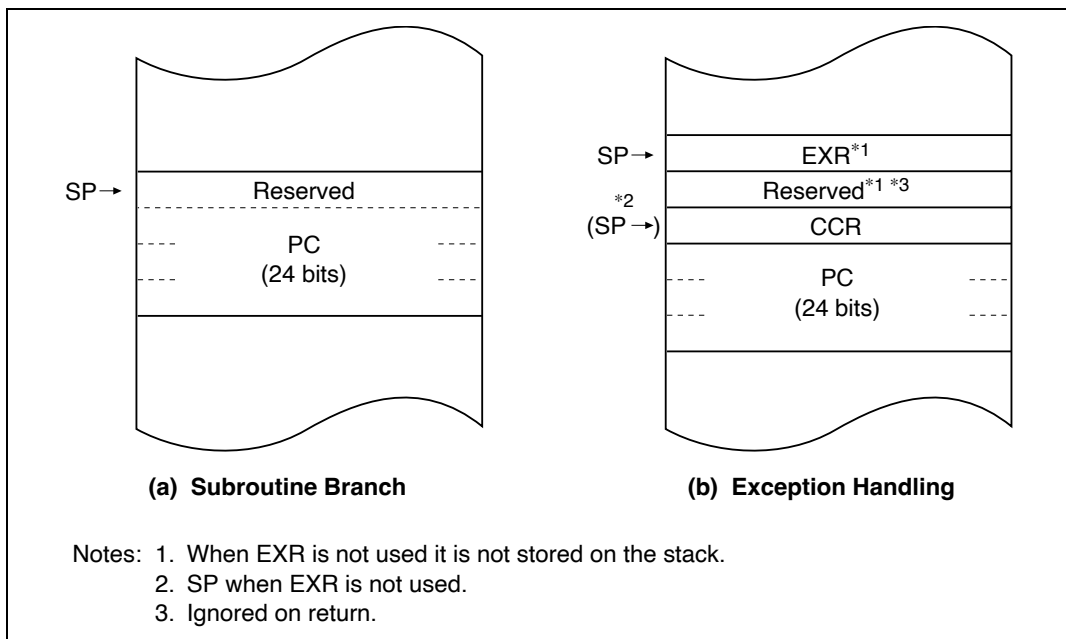 SP→
Reserved
PC
(24 bits)
(a) Subroutine Branch
SP→
EXR*1
Reserved*1 *3
*2
(SP→)
CCR
PC
(24 bits)
(b) Exception Handling
Notes: 1. When EXR is not used it is not stored on the stack.
2. SP when EXR is not used.
3. Ignored on return.